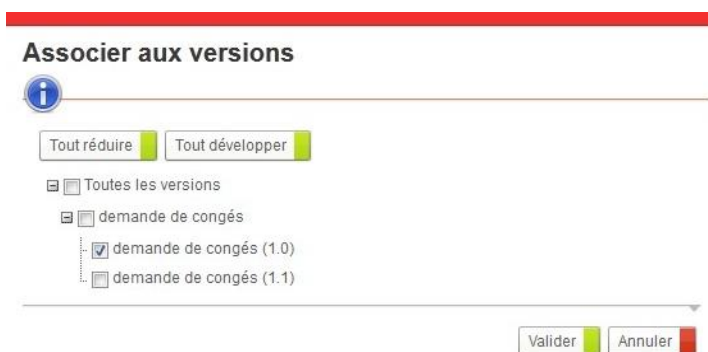 Associer aux versions
Tout réduire Tout développer
Toutes les versions
demande de congés
demande de congés (1.0)
demande de congés (1.1)
Valider Annuler